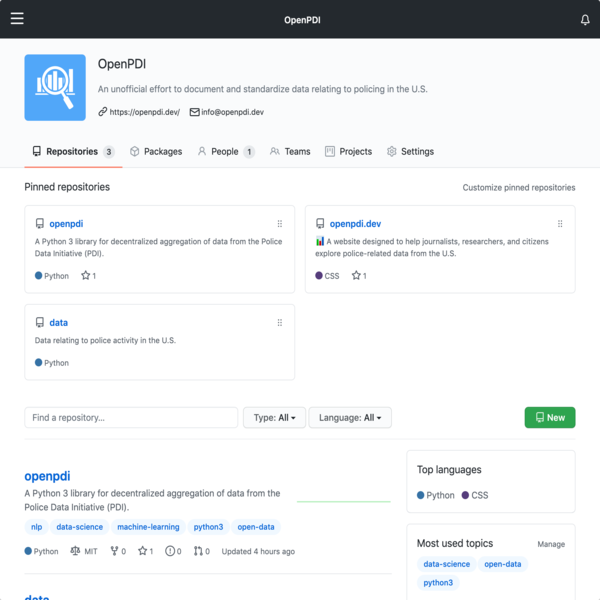 OpenPDI
OpenPDI
An unofficial effort to document and standardize data relating to policing in the U.S.
https://openpdi.dev/ info@openpdi.dev
Repositories 3 Packages People 1 Teams Projects Settings
Pinned repositories Customize pinned repositories
openpdi
A Python 3 library for decentralized aggregation of data from the Police
Data Initiative (PDI).
Python 1
openpdi.dev
A website designed to help journalists, researchers, and citizens
explore police-related data from the U.S.
CSS 1
data
Data relating to police activity in the U.S.
Python
Find a repository... Type: All Language: All New
openpdi
A Python 3 library for decentralized aggregation of data from the
Police Data Initiative (PDI).
nlp data-science machine-learning python3 open-data
Python MIT 0 1 0 0 Updated 4 hours ago
data
Top languages
Python CSS
Most used topics Manage
data-science open-data
python3